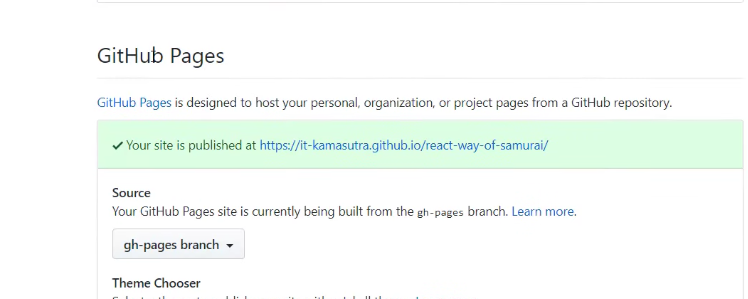 GitHub Pages
GitHub Pages is designed to host your personal, organization, or project pages from a GitHub repository.
Your site is published at https://it-kamasutra.github.io/react-way-of-samurai/
Source
Your GitHub Pages site is currently being built from the gh-pages branch. Learn more.
gh-pages branch
Theme Chooser